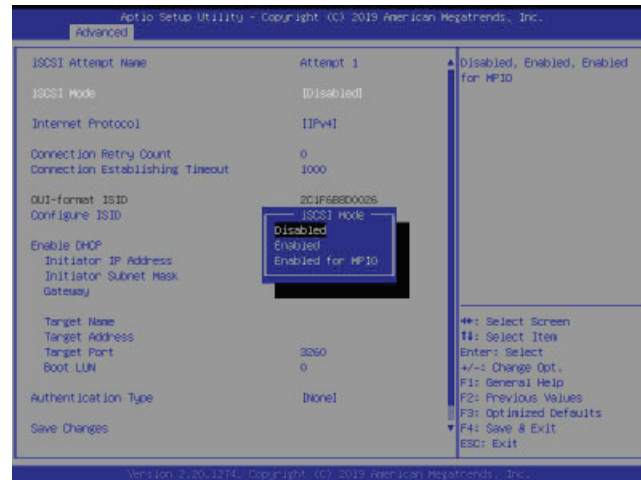 Aptio Setup Utility - Copyright (C) 2019 American Megatrends, Inc.
Advanced
iSCSI Attempt Name Attempt 1
iSCSI Mode [Disabled]
Internet Protocol [IPv4]
Connection Retry Count 0
Connection Establishing Timeout 1000
OUI-format ISID 2C1F6B8D0026
Configure ISID
Enable DHCP
Initiator IP Address
Initiator Subnet Mask
Gateway
Target Name
Target Address
Target Port 3260
Boot LUN 0
Authentication Type [None]
Save Changes
iSCSI Mode
Disabled
Enabled
Enabled for MPIO
Disabled, Enabled, Enabled
for MPIO
→←: Select Screen
↑↓: Select Item
Enter: Select
+/-: Change Opt.
F1: General Help
F2: Previous Values
F3: Optimized Defaults
F4: Save & Exit
ESC: Exit
Version 2.20.1274. Copyright (C) 2019 American Megatrends, Inc.